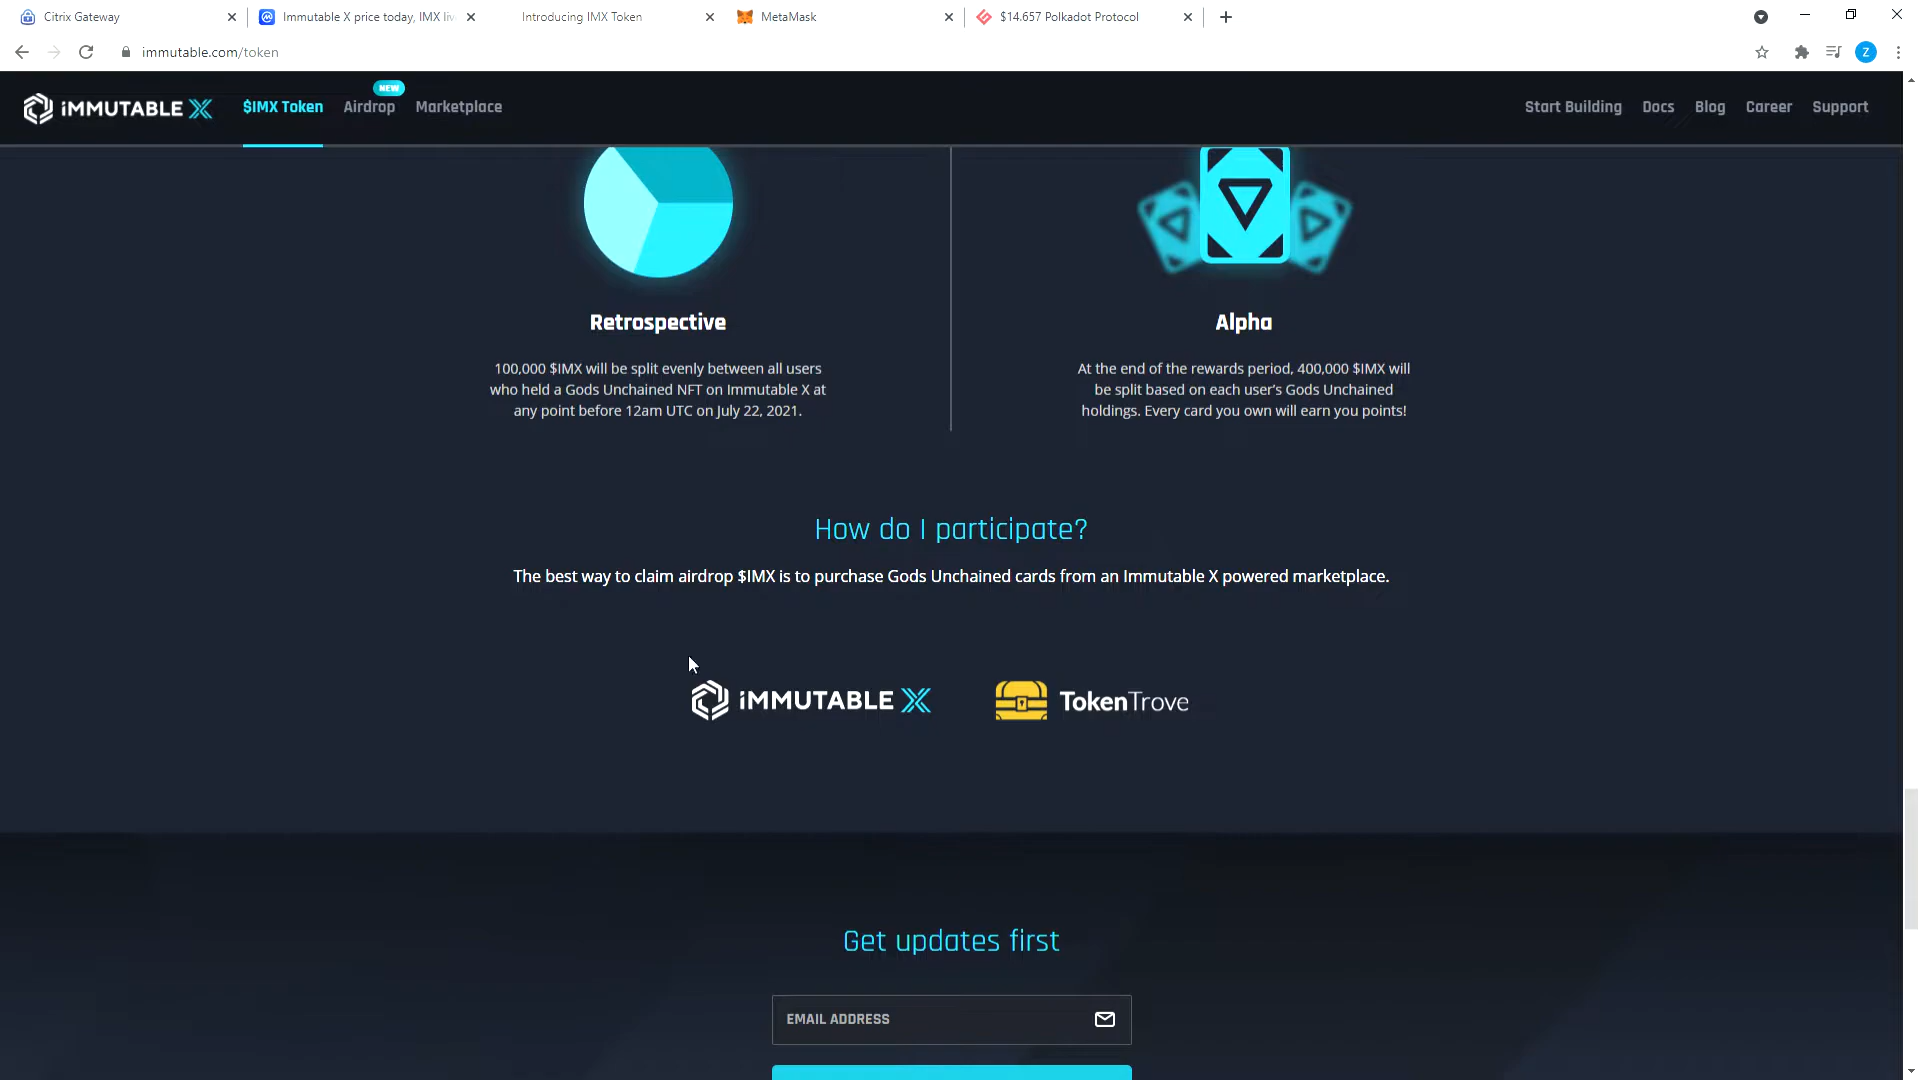 Citrix Gateway
Immutable X price today, IMX liv
Introducing IMX Token
MetaMask
$14.657 Polkadot Protocol
immutable.com/token
Z
IMMUTABLE X
$IMX Token
Airdrop
NEW
Marketplace
Start Building
Docs
Blog
Career
Support
Retrospective
100,000 $IMX will be split evenly between all users
who held a Gods Unchained NFT on Immutable X at
any point before 12am UTC on July 22, 2021.
Alpha
At the end of the rewards period, 400,000 $IMX will
be split based on each user's Gods Unchained
holdings. Every card you own will earn you points!
How do I participate?
The best way to claim airdrop $IMX is to purchase Gods Unchained cards from an Immutable X powered marketplace.
IMMUTABLE X
TokenTrove
Get updates first
EMAIL ADDRESS